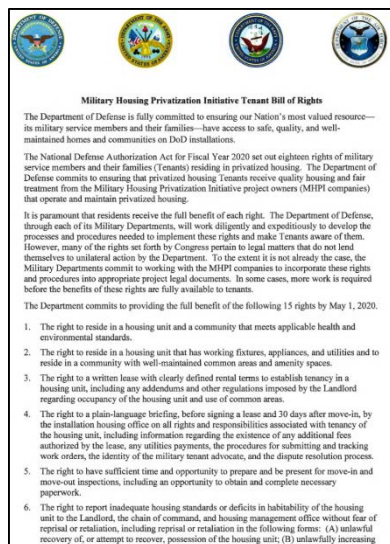 Military Housing Privatization Initiative Tenant Bill of Rights
The Department of Defense is fully committed to ensuring our Nation's most valued resource—
its military service members and their families—have access to safe, quality, and well-
maintained homes and communities on DoD installations.
The National Defense Authorization Act for Fiscal Year 2020 set out eighteen rights of military
service members and their families (Tenants) residing in privatized housing. The Department of
Defense commits to ensuring that privatized housing Tenants receive quality housing and fair
treatment from the Military Housing Privatization Initiative project owners (MHPI companies)
that operate and maintain privatized housing.
It is paramount that residents receive the full benefit of each right. The Department of Defense,
through each of its Military Departments, will work diligently and expeditiously to develop the
processes and procedures needed to implement these rights and make Tenants aware of them.
However, many of the rights set forth by Congress pertain to legal matters that do not lend
themselves to unilateral action by the Department. To the extent it is not already the case, the
Military Departments commit to working with the MHPI companies to incorporate these rights
and procedures into appropriate project legal documents. In some cases, more work is required
before the benefits of these rights are fully available to tenants.
The Department commits to providing the full benefit of the following 15 rights by May 1, 2020.
1. The right to reside in a housing unit and a community that meets applicable health and
environmental standards.
2. The right to reside in a housing unit that has working fixtures, appliances, and utilities and to
reside in a community with well-maintained common areas and amenity spaces.
3. The right to a written lease with clearly defined rental terms to establish tenancy in a
housing unit, including any addendums and other regulations imposed by the Landlord
regarding occupancy of the housing unit and use of common areas.
4. The right to a plain-language briefing, before signing a lease and 30 days after move-in, by
the installation housing office on all rights and responsibilities associated with tenancy of
the housing unit, including information regarding the existence of any additional fees
authorized by the lease, any utilities payments, the procedures for submitting and tracking
work orders, the identity of the military tenant advocate, and the dispute resolution process.
5. The right to have sufficient time and opportunity to prepare and be present for move-in and
move-out inspections, including an opportunity to obtain and complete necessary
paperwork.
6. The right to report inadequate housing standards or deficits in habitability of the housing
unit to the Landlord, the chain of command, and housing management office without fear of
reprisal or retaliation, including reprisal or retaliation in the following forms: (A) unlawful
recovery of, or attempt to recover, possession of the housing unit; (B) unlawfully increasing